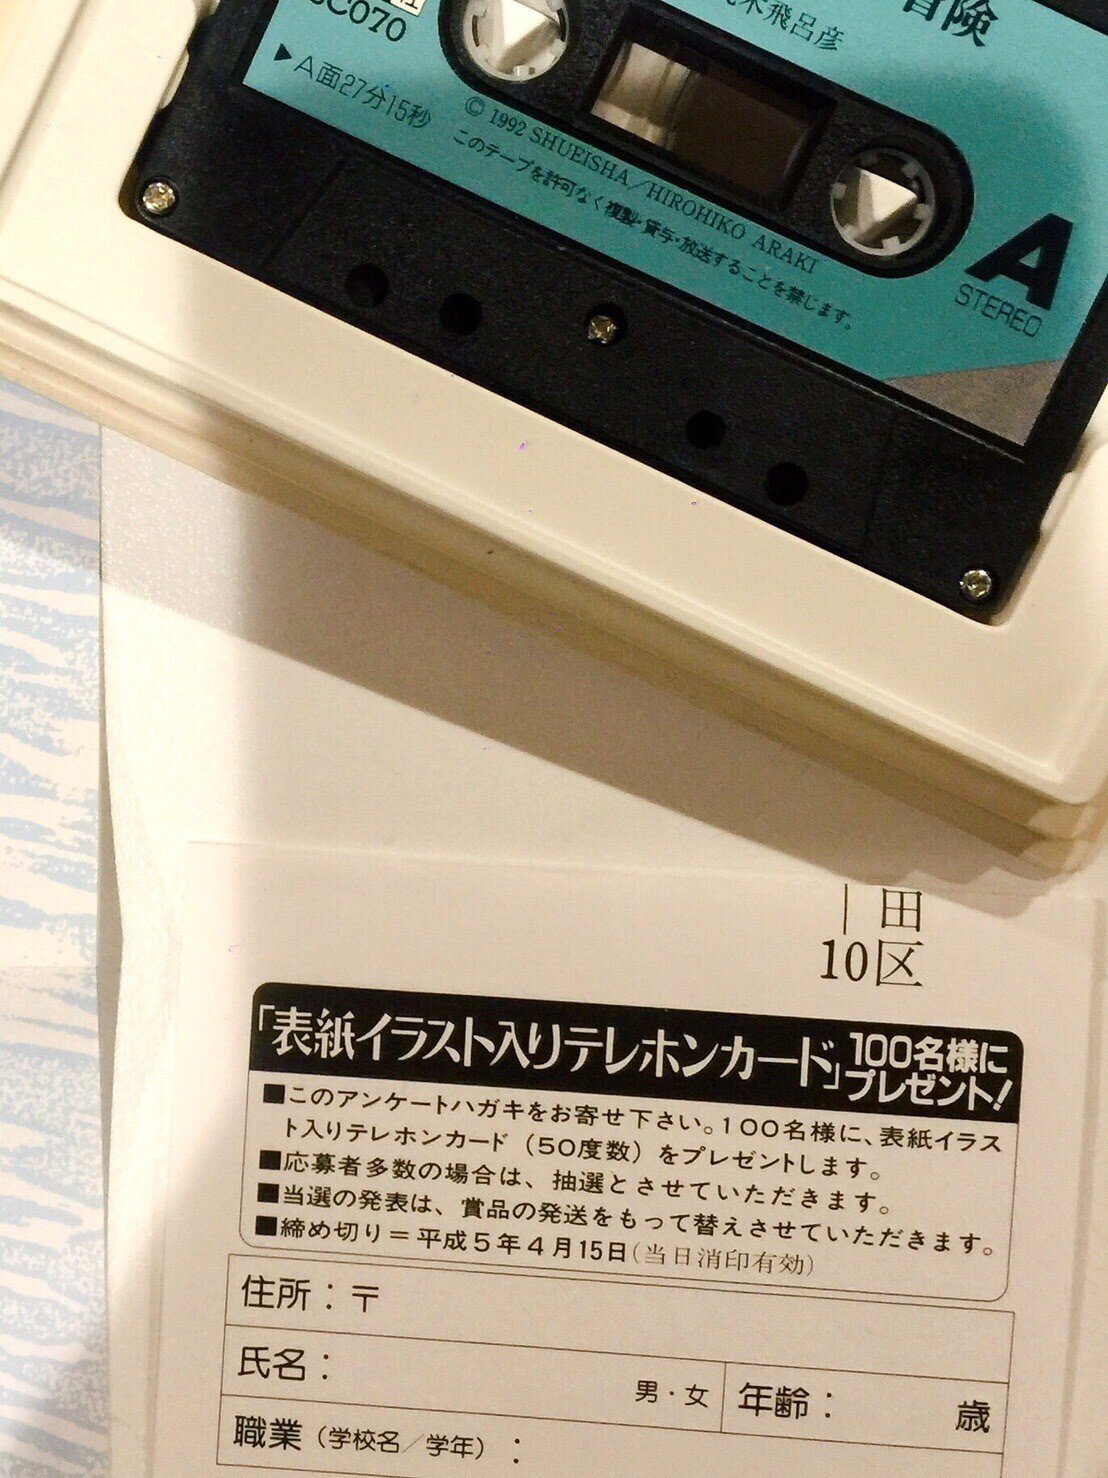 冒険
飛呂彦
C070
▶A面27分15秒
© 1992 SHUEISHA／HIROHIKO ARAKI
このテープを許可なく複製・貸与・放送することを禁じます。
A
STEREO
｜田
10区
「表紙イラスト入りテレホンカード」100名様にプレゼント！
■このアンケートハガキをお寄せ下さい。100名様に、表紙イラス
ト入りテレホンカード（50度数）をプレゼントします。
■応募者多数の場合は、抽選とさせていただきます。
■当選の発表は、賞品の発送をもって替えさせていただきます。
■締め切り＝平成5年4月15日（当日消印有効）
住所：〒
氏名： 男・女 年齢： 歳
職業（学校名／学年）：